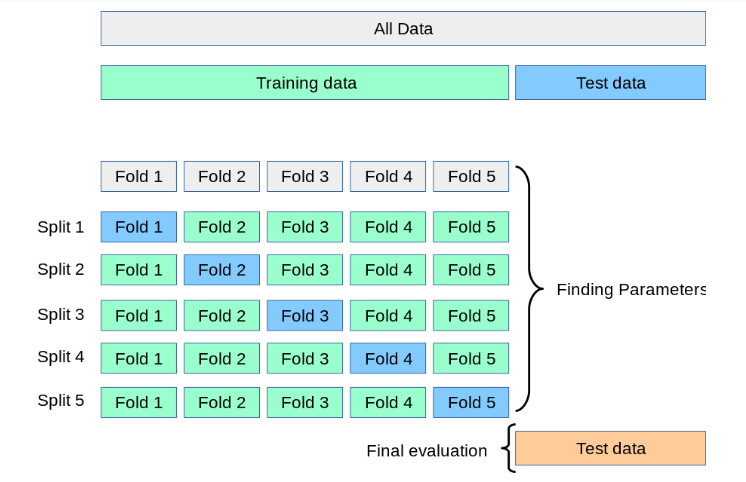 All Data
Training data Test data
Fold 1 Fold 2 Fold 3 Fold 4 Fold 5
Split 1 Fold 1 Fold 2 Fold 3 Fold 4 Fold 5
Split 2 Fold 1 Fold 2 Fold 3 Fold 4 Fold 5
Finding Parameters
Split 3 Fold 1 Fold 2 Fold 3 Fold 4 Fold 5
Split 4 Fold 1 Fold 2 Fold 3 Fold 4 Fold 5
Split 5 Fold 1 Fold 2 Fold 3 Fold 4 Fold 5
Final evaluation Test data